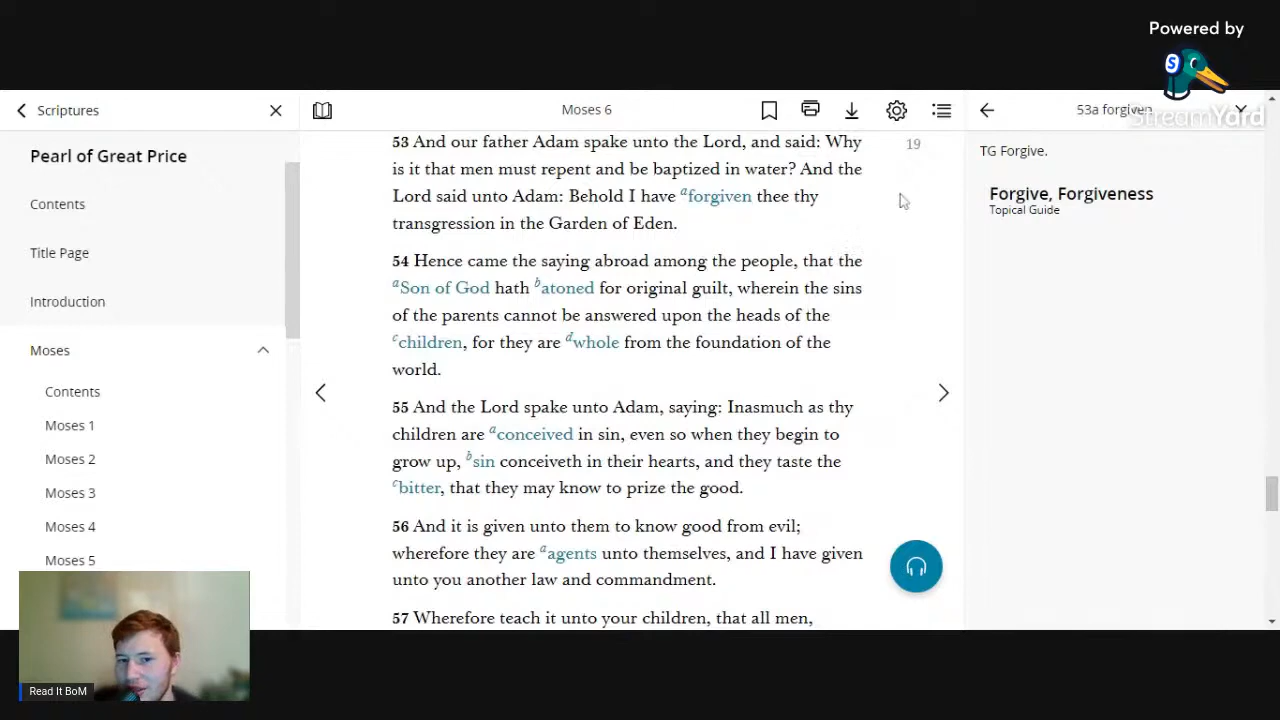 Powered by
StreamYard
Scriptures
Pearl of Great Price
Contents
Title Page
Introduction
Moses
Contents
Moses 1
Moses 2
Moses 3
Moses 4
Moses 5
Read It BoM
Moses 6
19
53 And our father Adam spake unto the Lord, and said: Why
is it that men must repent and be baptized in water? And the
Lord said unto Adam: Behold I have a forgiven thee thy
transgression in the Garden of Eden.
54 Hence came the saying abroad among the people, that the
a Son of God hath b atoned for original guilt, wherein the sins
of the parents cannot be answered upon the heads of the
c children, for they are d whole from the foundation of the
world.
55 And the Lord spake unto Adam, saying: Inasmuch as thy
children are a conceived in sin, even so when they begin to
grow up, b sin conceiveth in their hearts, and they taste the
c bitter, that they may know to prize the good.
56 And it is given unto them to know good from evil;
wherefore they are a agents unto themselves, and I have given
unto you another law and commandment.
57 Wherefore teach it unto your children, that all men,
53a forgiven
TG Forgive.
Forgive, Forgiveness
Topical Guide